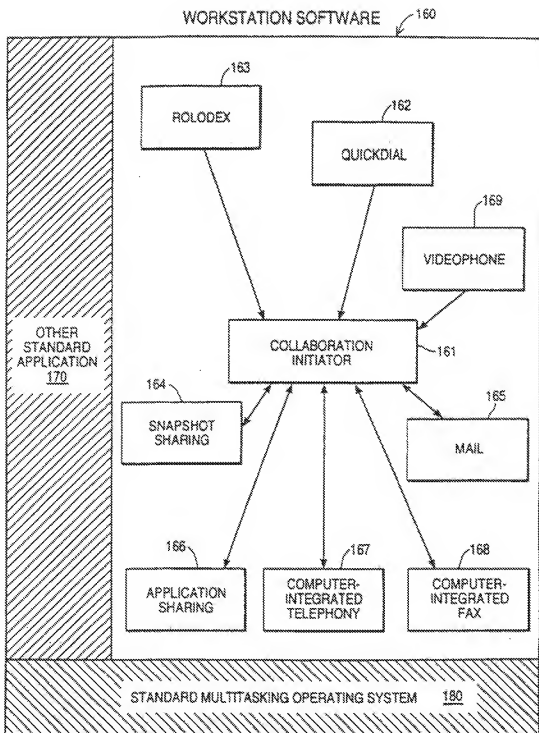 WORKSTATION SOFTWARE
160
163
ROLODEX
162
QUICKDIAL
169
VIDEOPHONE
OTHER
STANDARD
APPLICATION
170
COLLABORATION
INITIATOR
161
164
SNAPSHOT
SHARING
165
MAIL
166
APPLICATION
SHARING
167
COMPUTER-
INTEGRATED
TELEPHONY
168
COMPUTER-
INTEGRATED
FAX
STANDARD MULTITASKING OPERATING SYSTEM 180